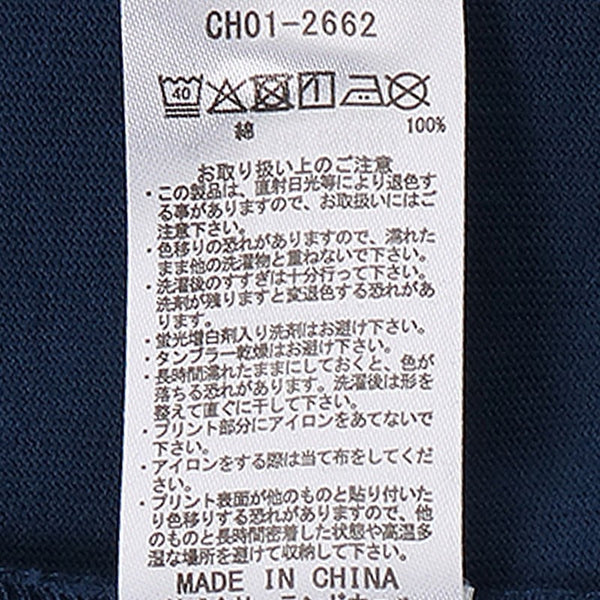 CH01-2662
40
綿 100%
お取り扱い上のご注意
・この製品は、直射日光等により退色す
る事がありますので、お取扱いにはご
注意下さい。
・色移りの恐れがありますので、濡れた
まま他の洗濯物と重ねないで下さい。
・洗濯後のすすぎは十分行って下さい。
洗剤が残りますと変退色する恐れがあ
ります。
・蛍光増白剤入り洗剤はお避け下さい。
・タンブラー乾燥はお避け下さい。
・長時間濡れたままにしておくと、色が
落ちる恐れがあります。洗濯後は形を
整えて直ぐに干して下さい。
・プリント部分にアイロンをあてないで
下さい。
・アイロンをする際は当て布をしてくだ
さい。
・プリント表面が他のものと貼り付いた
り色移りする恐れがありますので、他
のものと長時間密着した状態や高温多
湿な場所を避けて収納して下さい。
MADE IN CHINA